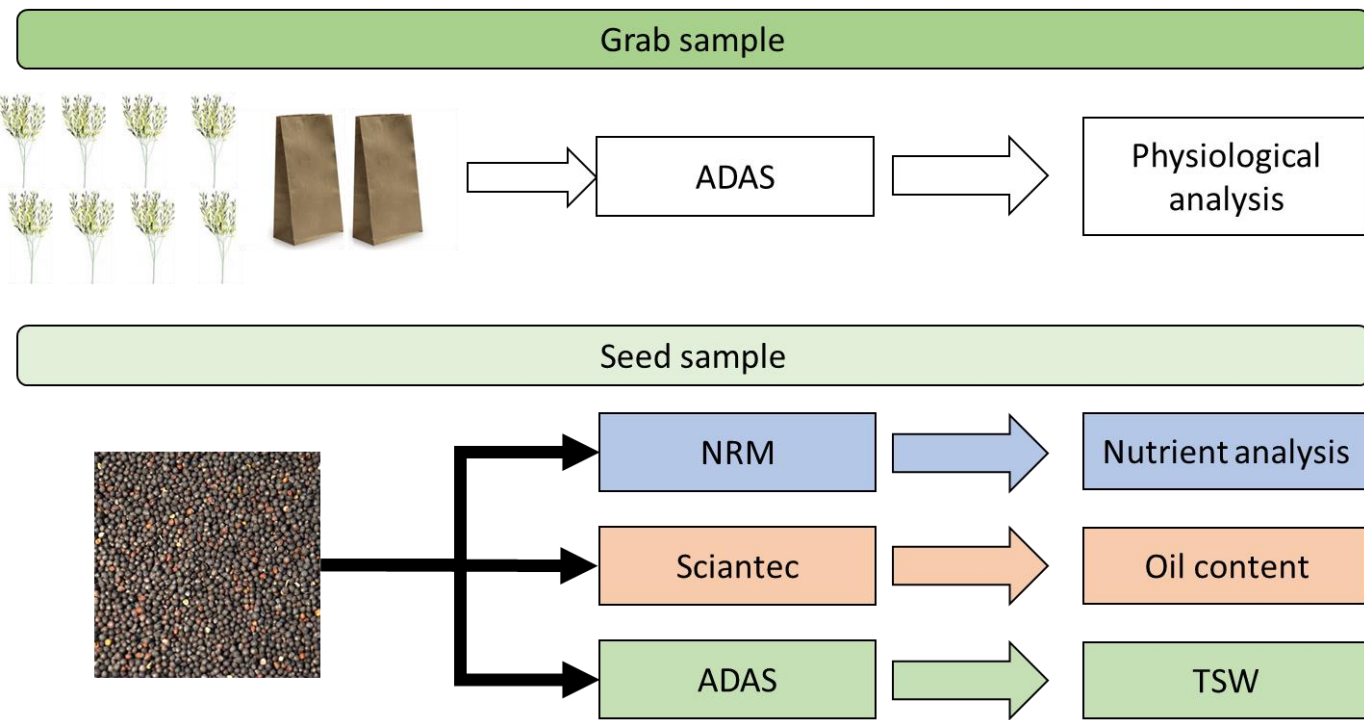 Grab sample
ADAS
Physiological
analysis
Seed sample
NRM
Nutrient analysis
Sciantec
Oil content
ADAS
TSW